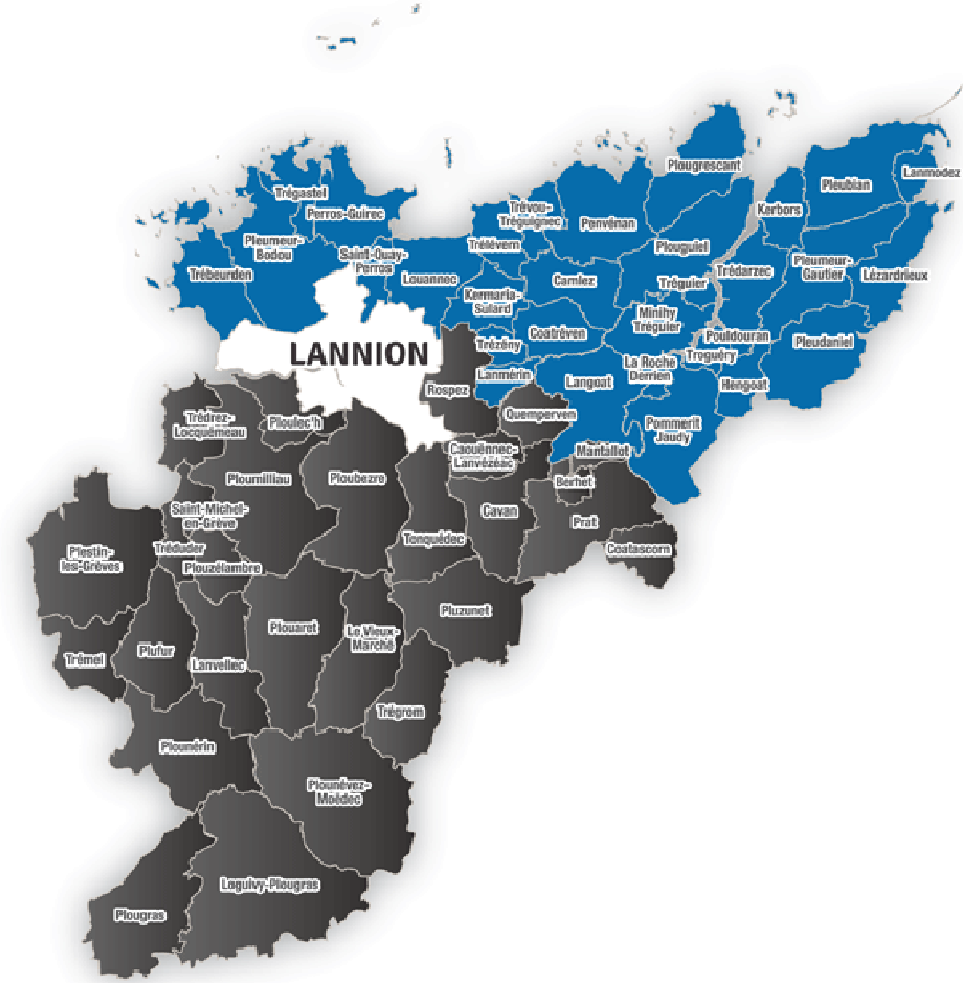 Plougrescant
Lanmodez
Pleubian
Trégastel
Perros-Guirec
Trévou-
Tréguignec
Penvénan
Kerbors
Pleumeur-
Bodou
Trélévern
Plouguiel
Saint-Quay-
Perros
Trébeurden
Louannec
Camlez
Tréguier
Trédarzec
Pleumeur-
Gautier
Lézardrieux
Kermaria-
Sulard
Minihy
Tréguier
Coatréven
Trézény
Pouldouran
Pleudaniel
LANNION
Troguéry
La Roche
Derrien
Lanmérin
Langoat
Hengoat
Rospez
Quemperven
Trédrez-
Locquémeau
Ploulec'h
Pommerit
Jaudy
Caouënnec-
Lanvézéac
Mantallot
Ploumilliau
Ploubezre
Berhet
Saint-Michel-
en-Grève
Cavan
Prat
Tonquédec
Trédudér
Coatascorn
Plestin-
les-Grèves
Plouzélambre
Pluzunet
Plouaret
Le Vieux-
Marché
Trémel
Plufur
Lanvellec
Trégrom
Plounérin
Plounévez-
Moëdec
Loguivy-Plougras
Plougras